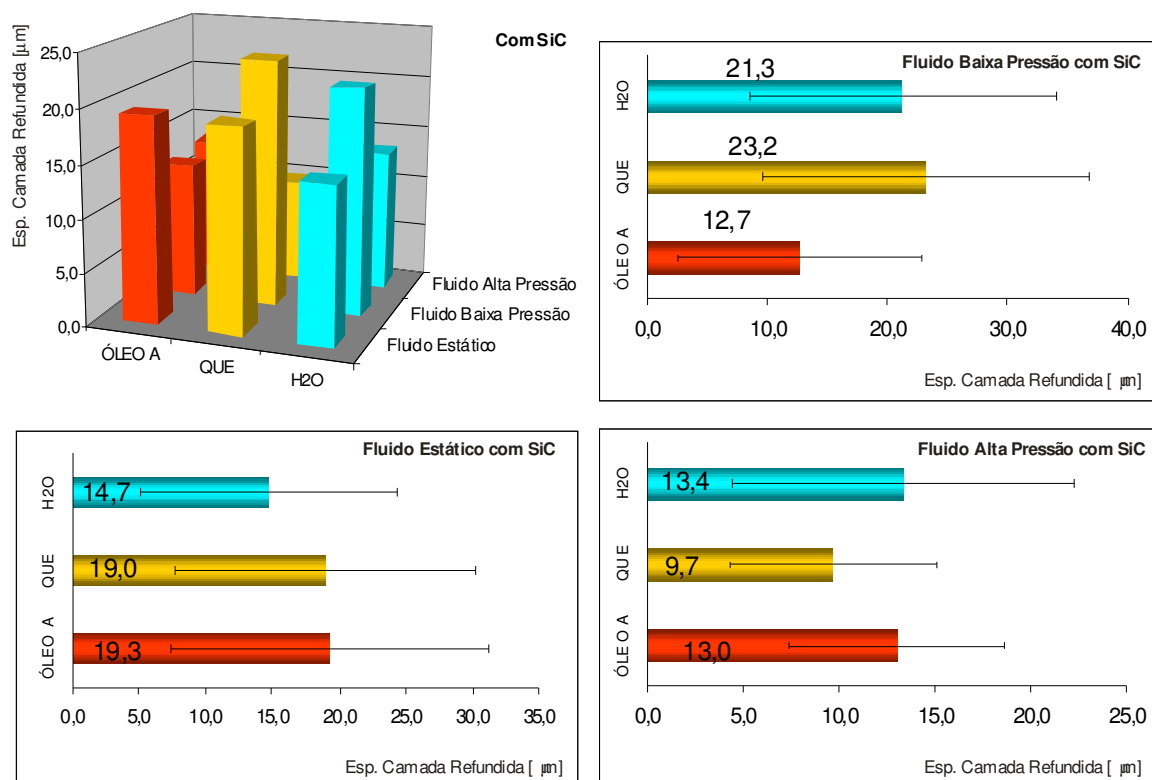 Com SiC
Esp. Camada Refundida [μm]
25,0
20,0
15,0
10,0
5,0
0,0
ÓLEO A
QUE
H2O
Fluido Alta Pressão
Fluido Baixa Pressão
Fluido Estático
Fluido Baixa Pressão com SiC
H2O
21,3
QUE
23,2
ÓLEO A
12,7
0,0 10,0 20,0 30,0 40,0
Esp. Camada Refundida [ μm]
Fluido Estático com SiC
H2O
14,7
QUE
19,0
ÓLEO A
19,3
0,0 5,0 10,0 15,0 20,0 25,0 30,0 35,0
Esp. Camada Refundida [ μm]
Fluido Alta Pressão com SiC
H2O
13,4
QUE
9,7
ÓLEO A
13,0
0,0 5,0 10,0 15,0 20,0 25,0
Esp. Camada Refundida [ μm]